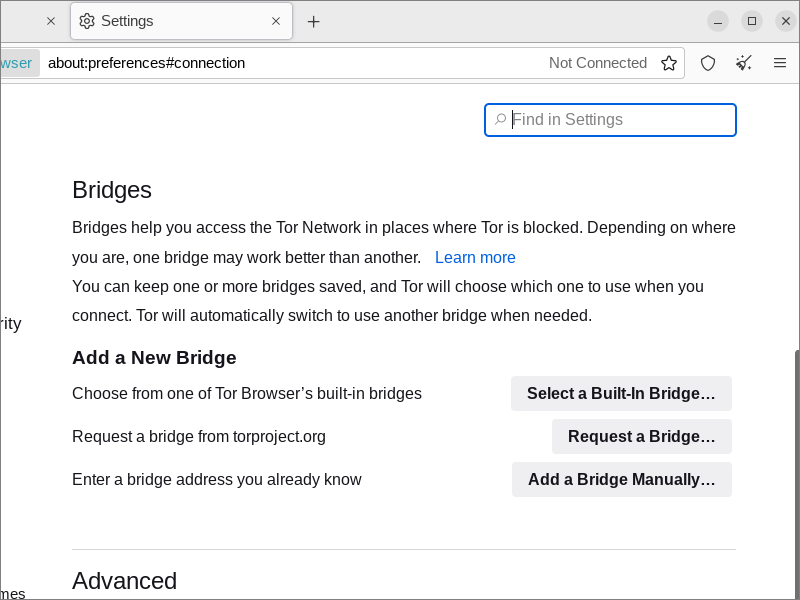 Settings
wser about:preferences#connection Not Connected
Find in Settings
Bridges
Bridges help you access the Tor Network in places where Tor is blocked. Depending on where
you are, one bridge may work better than another. Learn more
You can keep one or more bridges saved, and Tor will choose which one to use when you
connect. Tor will automatically switch to use another bridge when needed.
rity
Add a New Bridge
Choose from one of Tor Browser’s built-in bridges Select a Built-In Bridge…
Request a bridge from torproject.org Request a Bridge…
Enter a bridge address you already know Add a Bridge Manually…
Advanced
mes